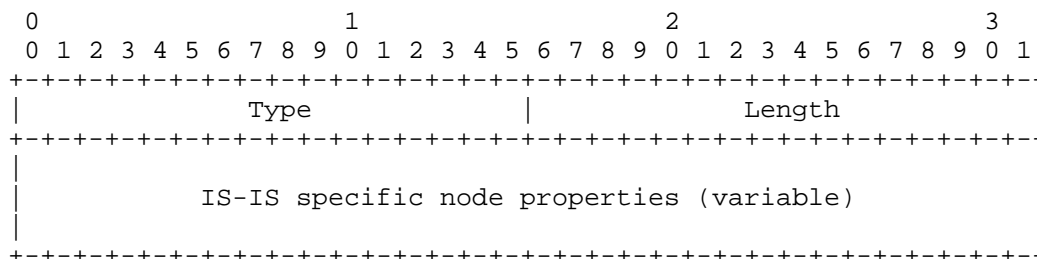 0                   1                   2                   3
 0 1 2 3 4 5 6 7 8 9 0 1 2 3 4 5 6 7 8 9 0 1 2 3 4 5 6 7 8 9 0 1
+-+-+-+-+-+-+-+-+-+-+-+-+-+-+-+-+-+-+-+-+-+-+-+-+-+-+-+-+-+-+-+-
|              Type             |             Length
+-+-+-+-+-+-+-+-+-+-+-+-+-+-+-+-+-+-+-+-+-+-+-+-+-+-+-+-+-+-+-+-
|
|           IS-IS specific node properties (variable)
|
+-+-+-+-+-+-+-+-+-+-+-+-+-+-+-+-+-+-+-+-+-+-+-+-+-+-+-+-+-+-+-+-